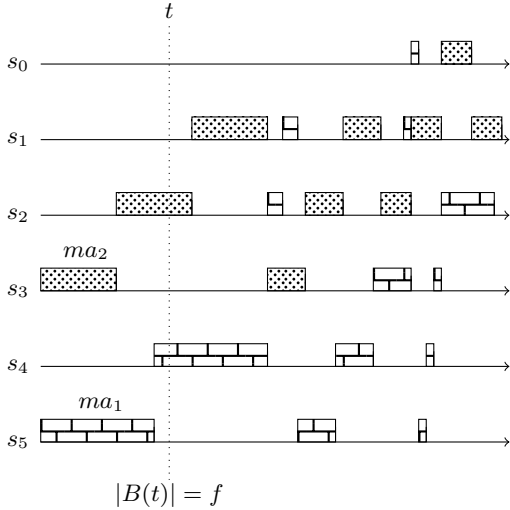 t
s₀
s₁
s₂
ma₂
s₃
s₄
ma₁
s₅
|B(t)| = f